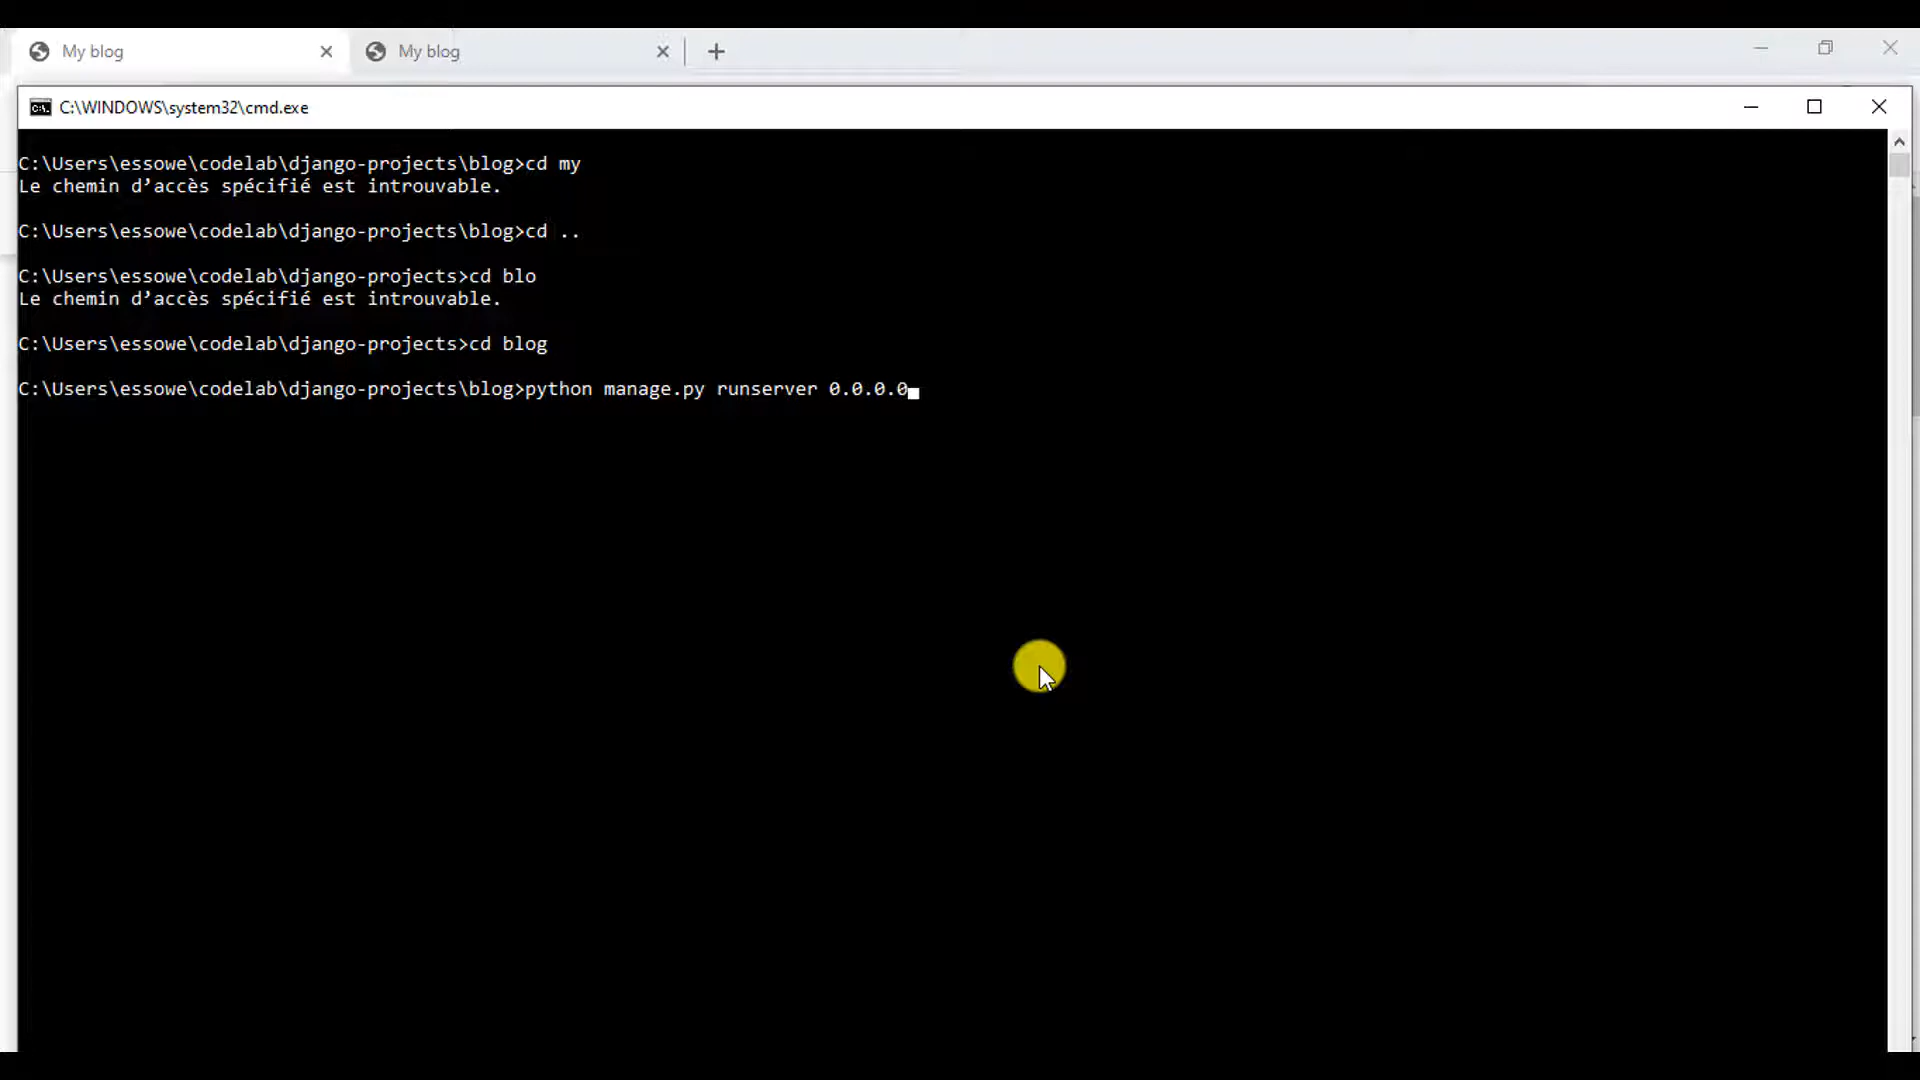 My blog
My blog
C:\WINDOWS\system32\cmd.exe
C:\Users\essowe\codelab\django-projects\blog>cd my
Le chemin d’accès spécifié est introuvable.
C:\Users\essowe\codelab\django-projects\blog>cd ..
C:\Users\essowe\codelab\django-projects>cd blo
Le chemin d’accès spécifié est introuvable.
C:\Users\essowe\codelab\django-projects>cd blog
C:\Users\essowe\codelab\django-projects\blog>python manage.py runserver 0.0.0.0